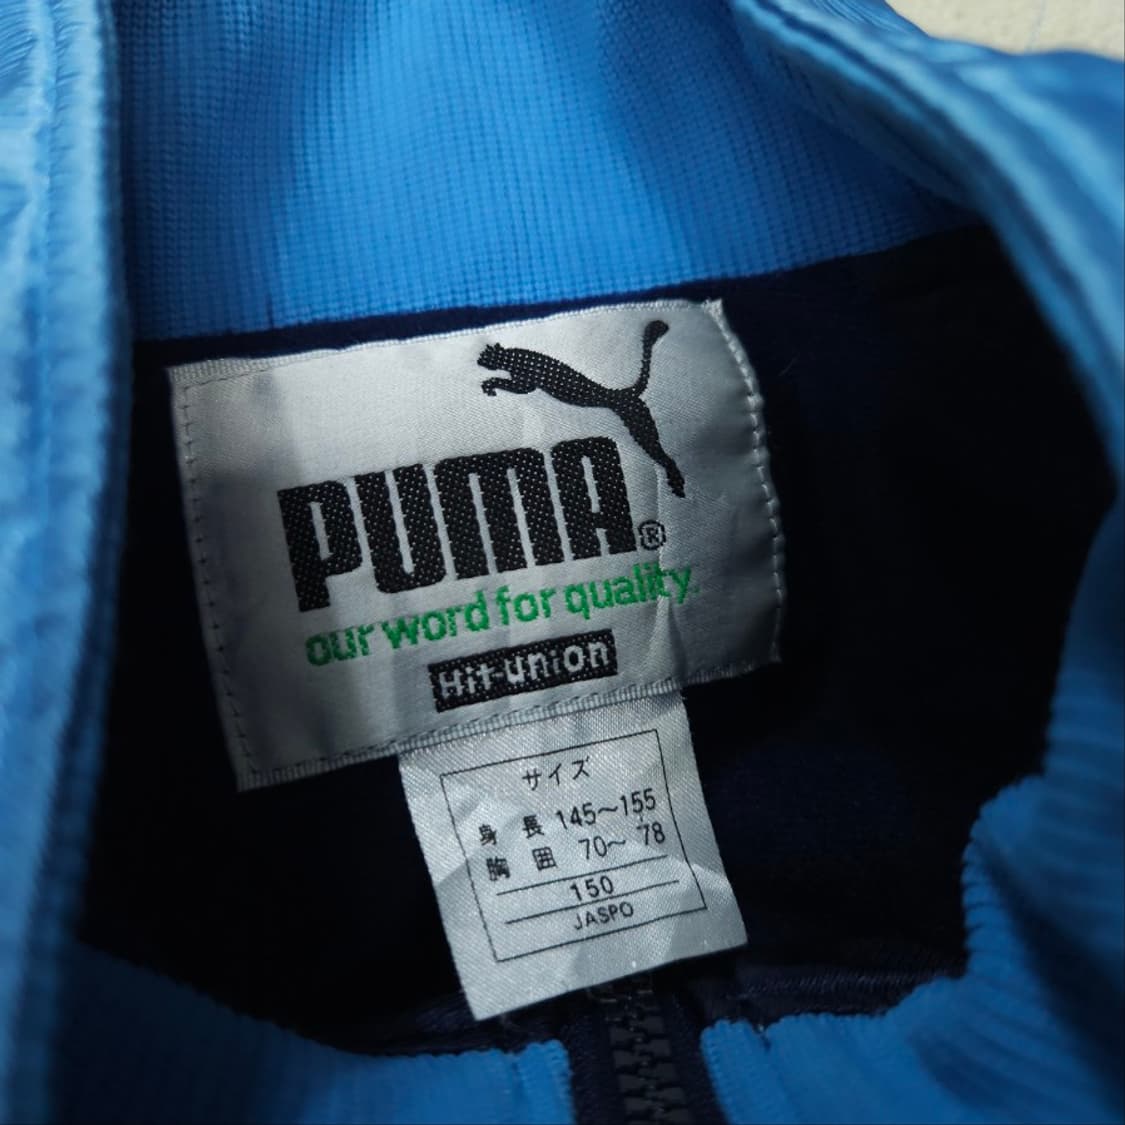 PUMA®
our word for quality.
Hit-union
サイズ
身長 145～155
胸囲 70～78
150
JASPO